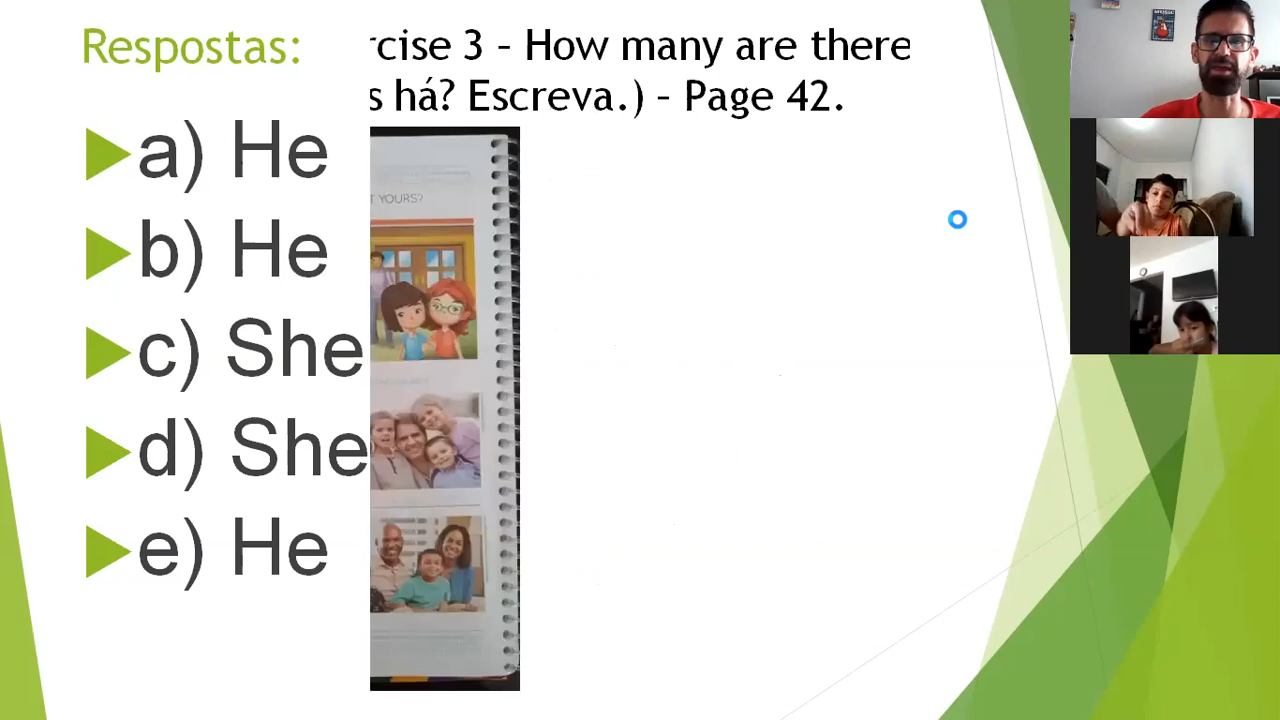 Respostas:
rcise 3 - How many are there
s há? Escreva.) - Page 42.
a) He
b) He
c) She
d) She
e) He
T YOURS?